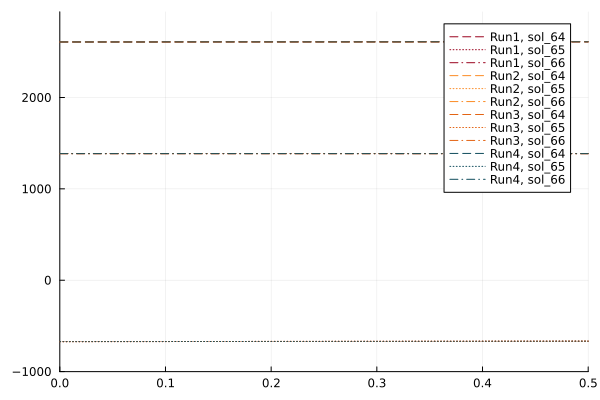 2000
1000
0
−1000
0.0
0.1
0.2
0.3
0.4
0.5
Run1, sol_64
Run1, sol_65
Run1, sol_66
Run2, sol_64
Run2, sol_65
Run2, sol_66
Run3, sol_64
Run3, sol_65
Run3, sol_66
Run4, sol_64
Run4, sol_65
Run4, sol_66